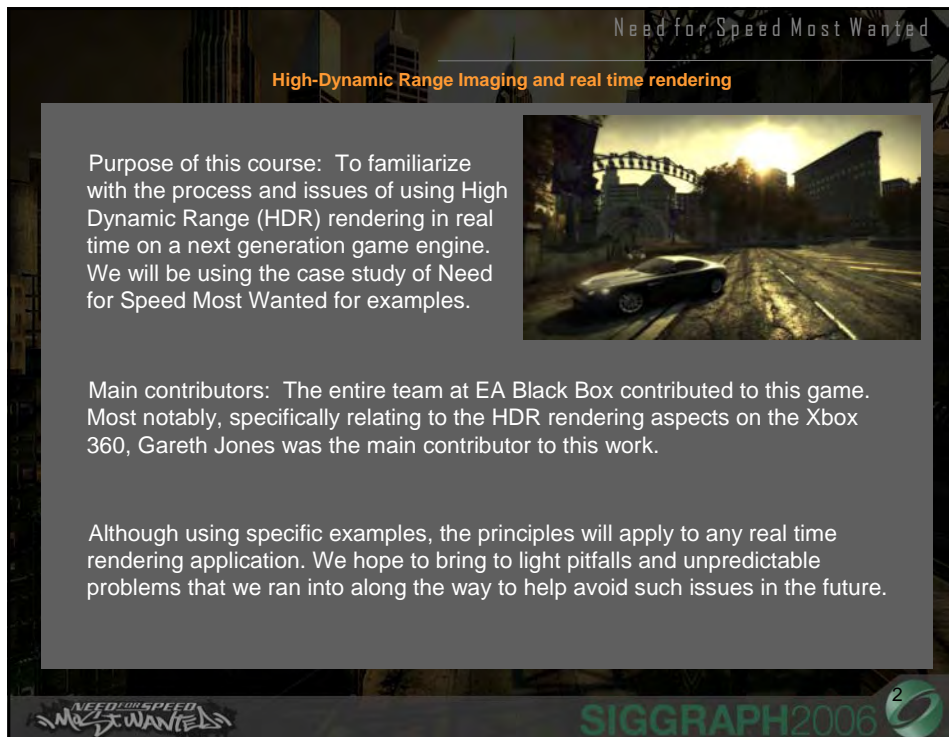 Need for Speed Most Wanted
High-Dynamic Range Imaging and real time rendering
Purpose of this course: To familiarize
with the process and issues of using High
Dynamic Range (HDR) rendering in real
time on a next generation game engine.
We will be using the case study of Need
for Speed Most Wanted for examples.
Main contributors: The entire team at EA Black Box contributed to this game.
Most notably, specifically relating to the HDR rendering aspects on the Xbox
360, Gareth Jones was the main contributor to this work.
Although using specific examples, the principles will apply to any real time
rendering application. We hope to bring to light pitfalls and unpredictable
problems that we ran into along the way to help avoid such issues in the future.
NEED FOR SPEED
MOST WANTED
SIGGRAPH2006
2